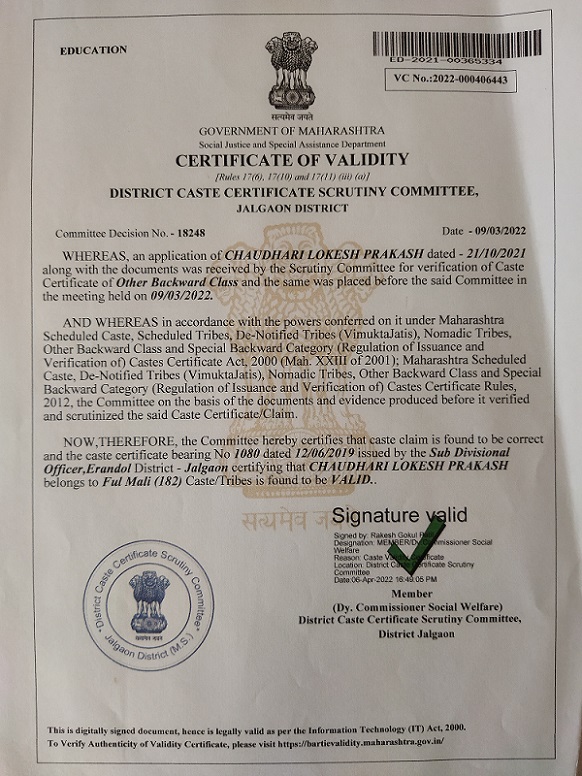 EDUCATION
ED-2021-00365334
VC No.:2022-000406443
सत्यमेव जयते
GOVERNMENT OF MAHARASHTRA
Social Justice and Special Assistance Department
CERTIFICATE OF VALIDITY
[Rules 17(6), 17(10) and 17(11) (iii) (a)]
DISTRICT CASTE CERTIFICATE SCRUTINY COMMITTEE,
JALGAON DISTRICT
Committee Decision No. - 18248
Date - 09/03/2022
WHEREAS, an application of CHAUDHARI LOKESH PRAKASH dated - 21/10/2021
along with the documents was received by the Scrutiny Committee for verification of Caste
Certificate of Other Backward Class and the same was placed before the said Committee in
the meeting held on 09/03/2022.
AND WHEREAS in accordance with the powers conferred on it under Maharashtra
Scheduled Caste, Scheduled Tribes, De-Notified Tribes (VimuktaJatis), Nomadic Tribes,
Other Backward Class and Special Backward Category (Regulation of Issuance and
Verification of) Castes Certificate Act, 2000 (Mah. XXIII of 2001); Maharashtra Scheduled
Caste, De-Notified Tribes (VimuktaJatis), Nomadic Tribes, Other Backward Class and Special
Backward Category (Regulation of Issuance and Verification of) Castes Certificate Rules,
2012, the Committee on the basis of the documents and evidence produced before it verified
and scrutinized the said Caste Certificate/Claim.
NOW,THEREFORE, the Committee hereby certifies that caste claim is found to be correct
and the caste certificate bearing No 1080 dated 12/06/2019 issued by the Sub Divisional
Officer,Erandol District - Jalgaon certifying that CHAUDHARI LOKESH PRAKASH
belongs to Ful Mali (182) Caste/Tribes is found to be VALID..
सत्यमेव जयते
Signature valid
Signed by: Rakesh Gokul
Designation: MEMBER/Dy.Commissioner Social
Welfare
Reason: Caste Validity Certificate
Location: District Caste Certificate Scrutiny
Committee
Date:06-Apr-2022 16:49:05 PM
Member
(Dy. Commissioner Social Welfare)
District Caste Certificate Scrutiny Committee,
District Jalgaon
* District Caste Certificate Scrutiny Committee *
Jalgaon District (M.S.)
सत्यमेव जयते
This is digitally signed document, hence is legally valid as per the Information Technology (IT) Act, 2000.
To Verify Authenticity of Validity Certificate, please visit https://bartievalidity.maharashtra.gov.in/